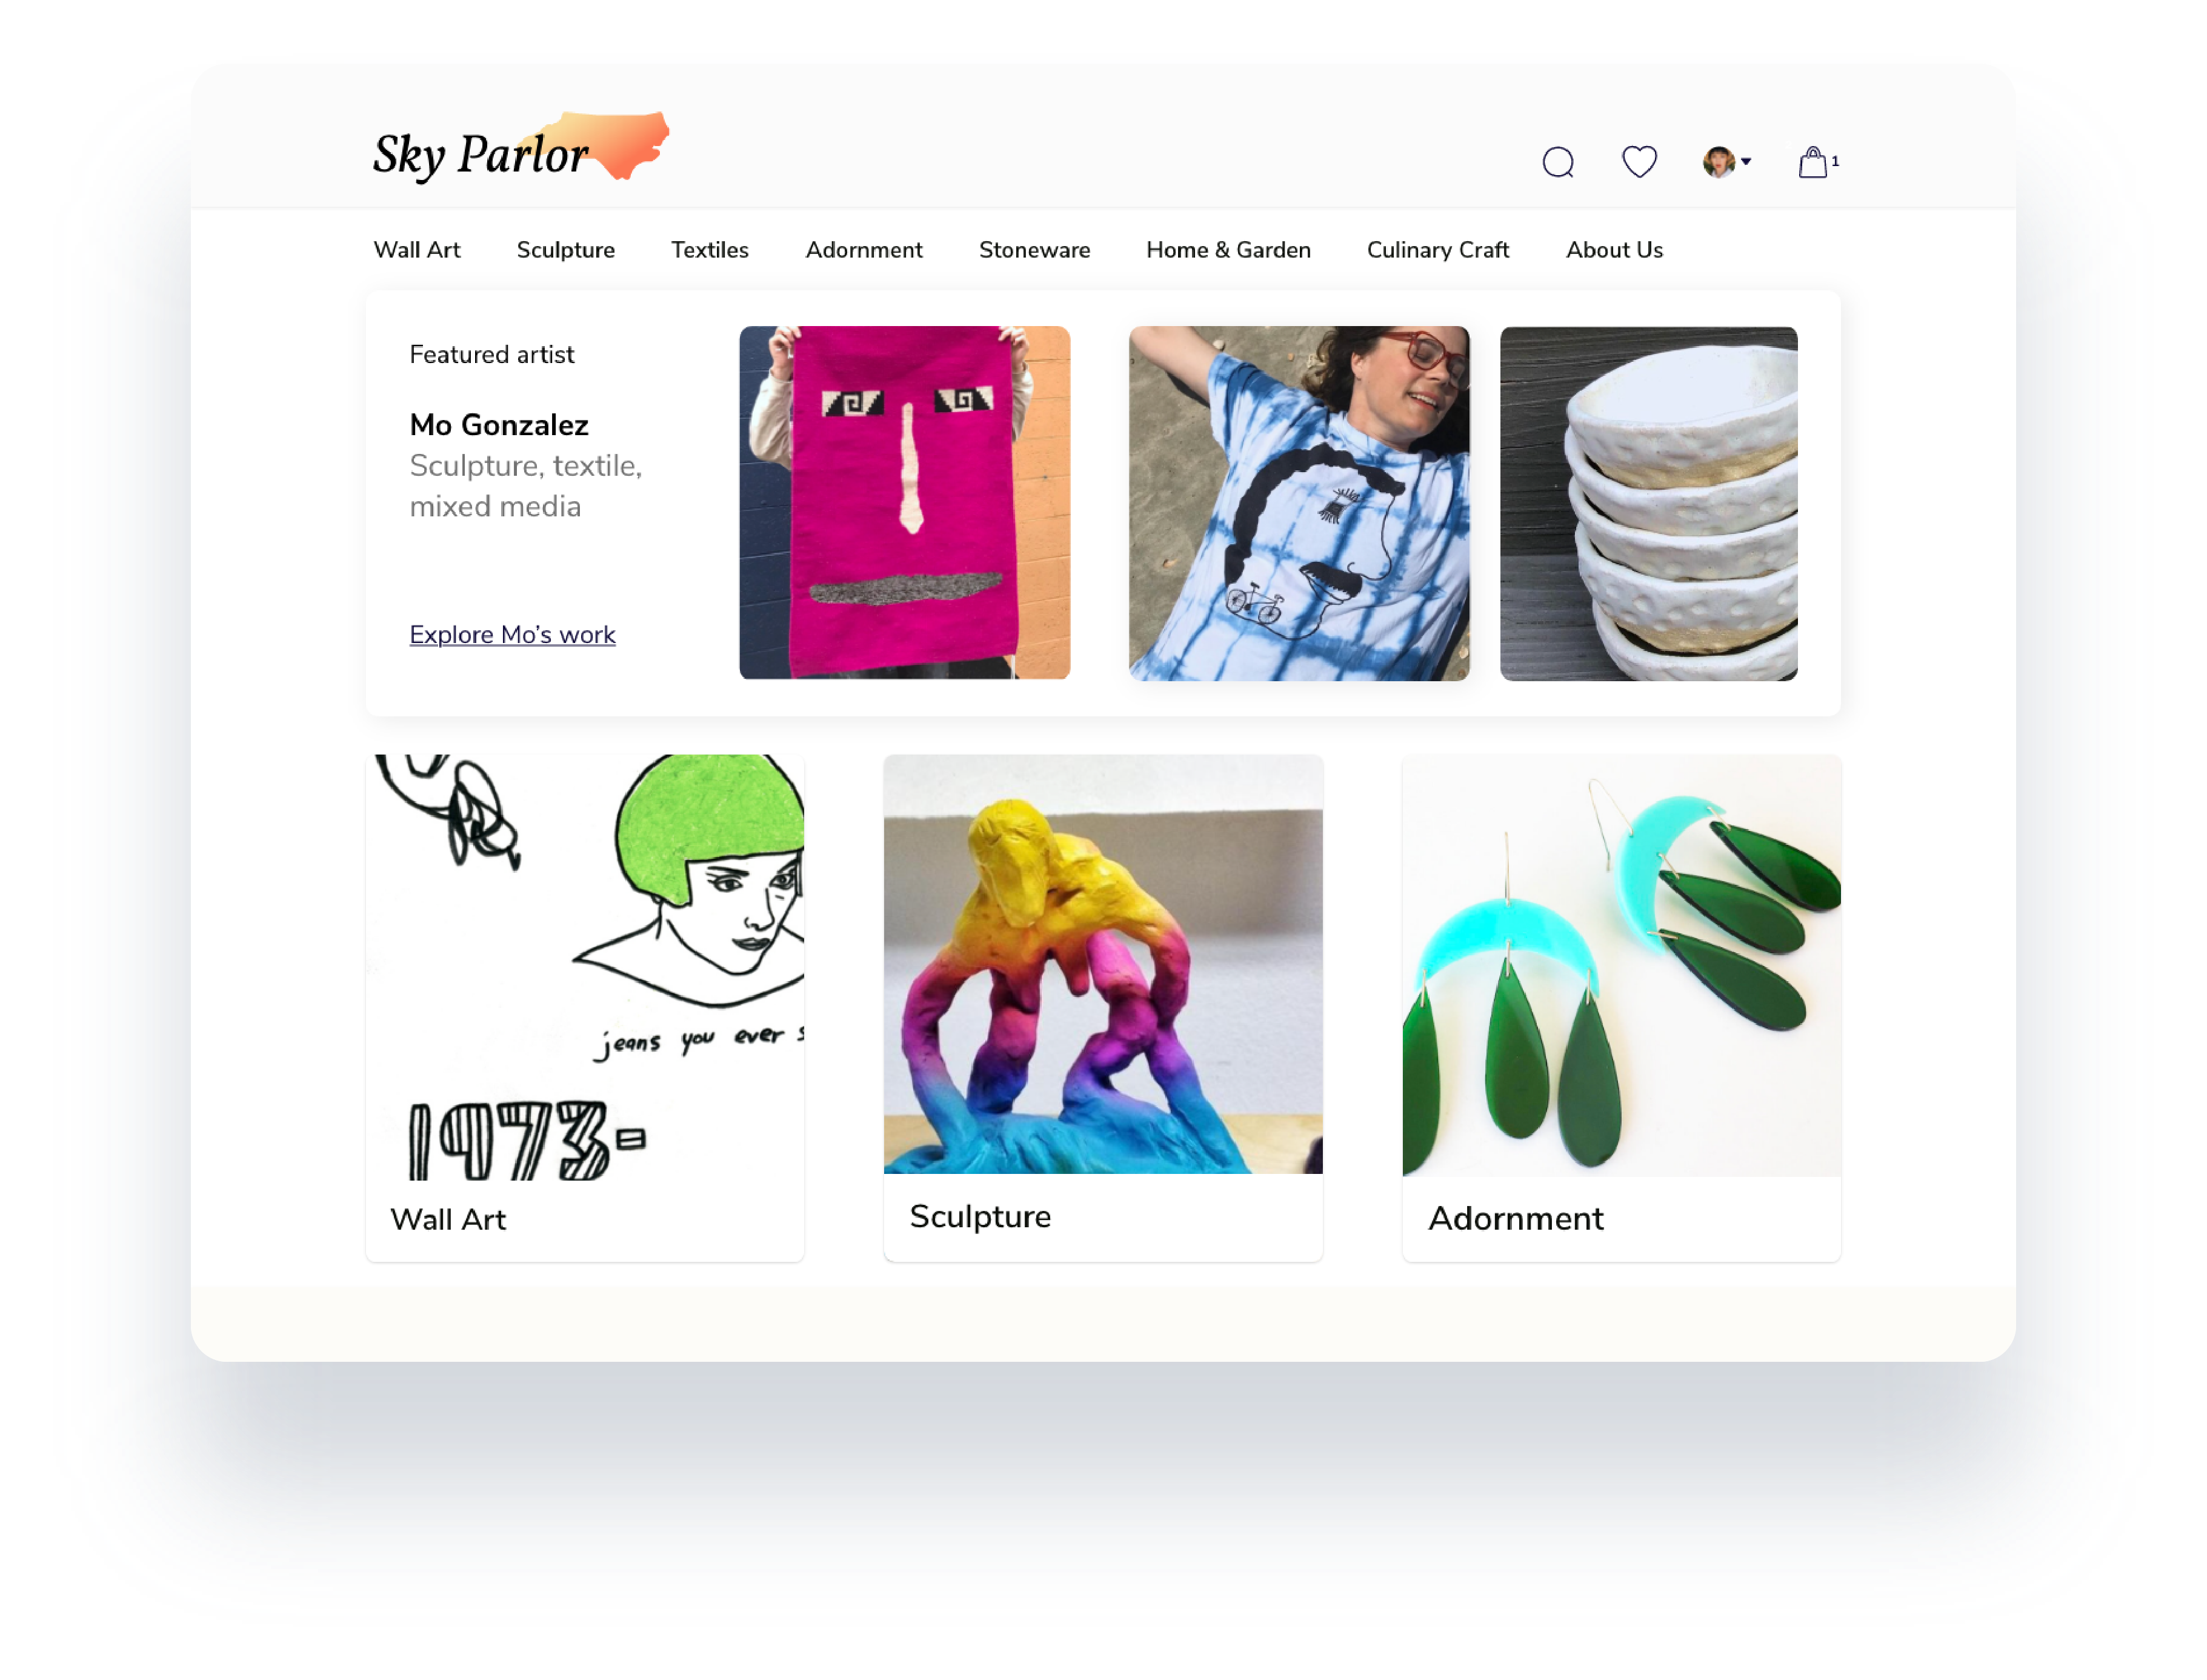 Sky Parlor
1
Wall Art Sculpture Textiles Adornment Stoneware Home & Garden Culinary Craft About Us
Featured artist
Mo Gonzalez
Sculpture, textile,
mixed media
Explore Mo’s work
jeans you ever s
1973-
Wall Art
Sculpture
Adornment